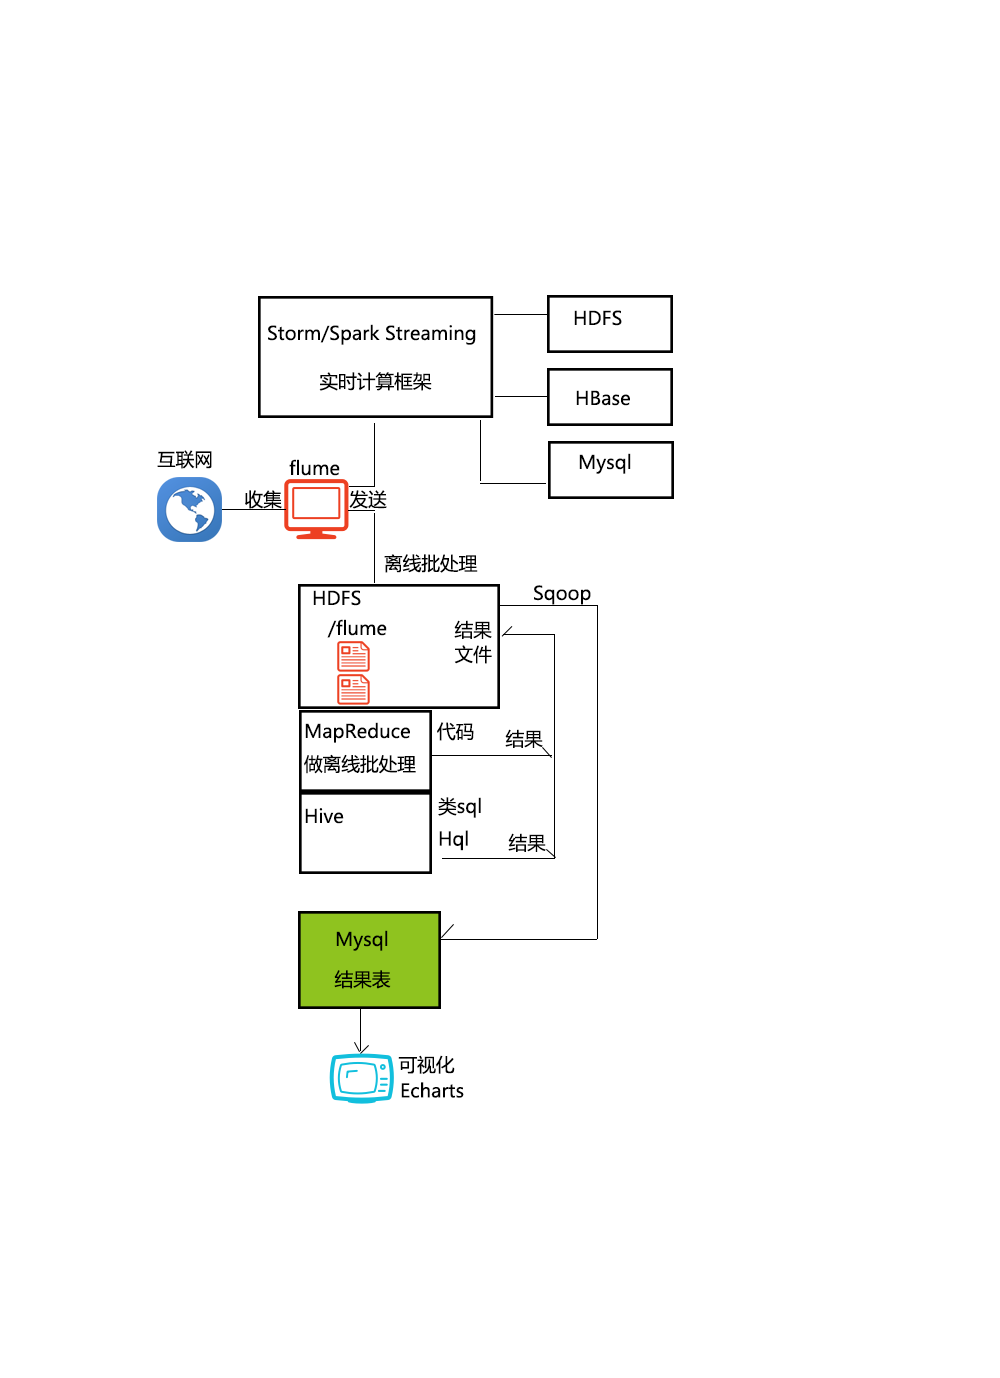 Storm/Spark Streaming
实时计算框架
HDFS
HBase
Mysql
互联网
flume
收集
发送
离线批处理
HDFS
/flume
结果
文件
Sqoop
MapReduce
做离线批处理
代码
结果
Hive
类sql
Hql
结果
Mysql
结果表
可视化
Echarts